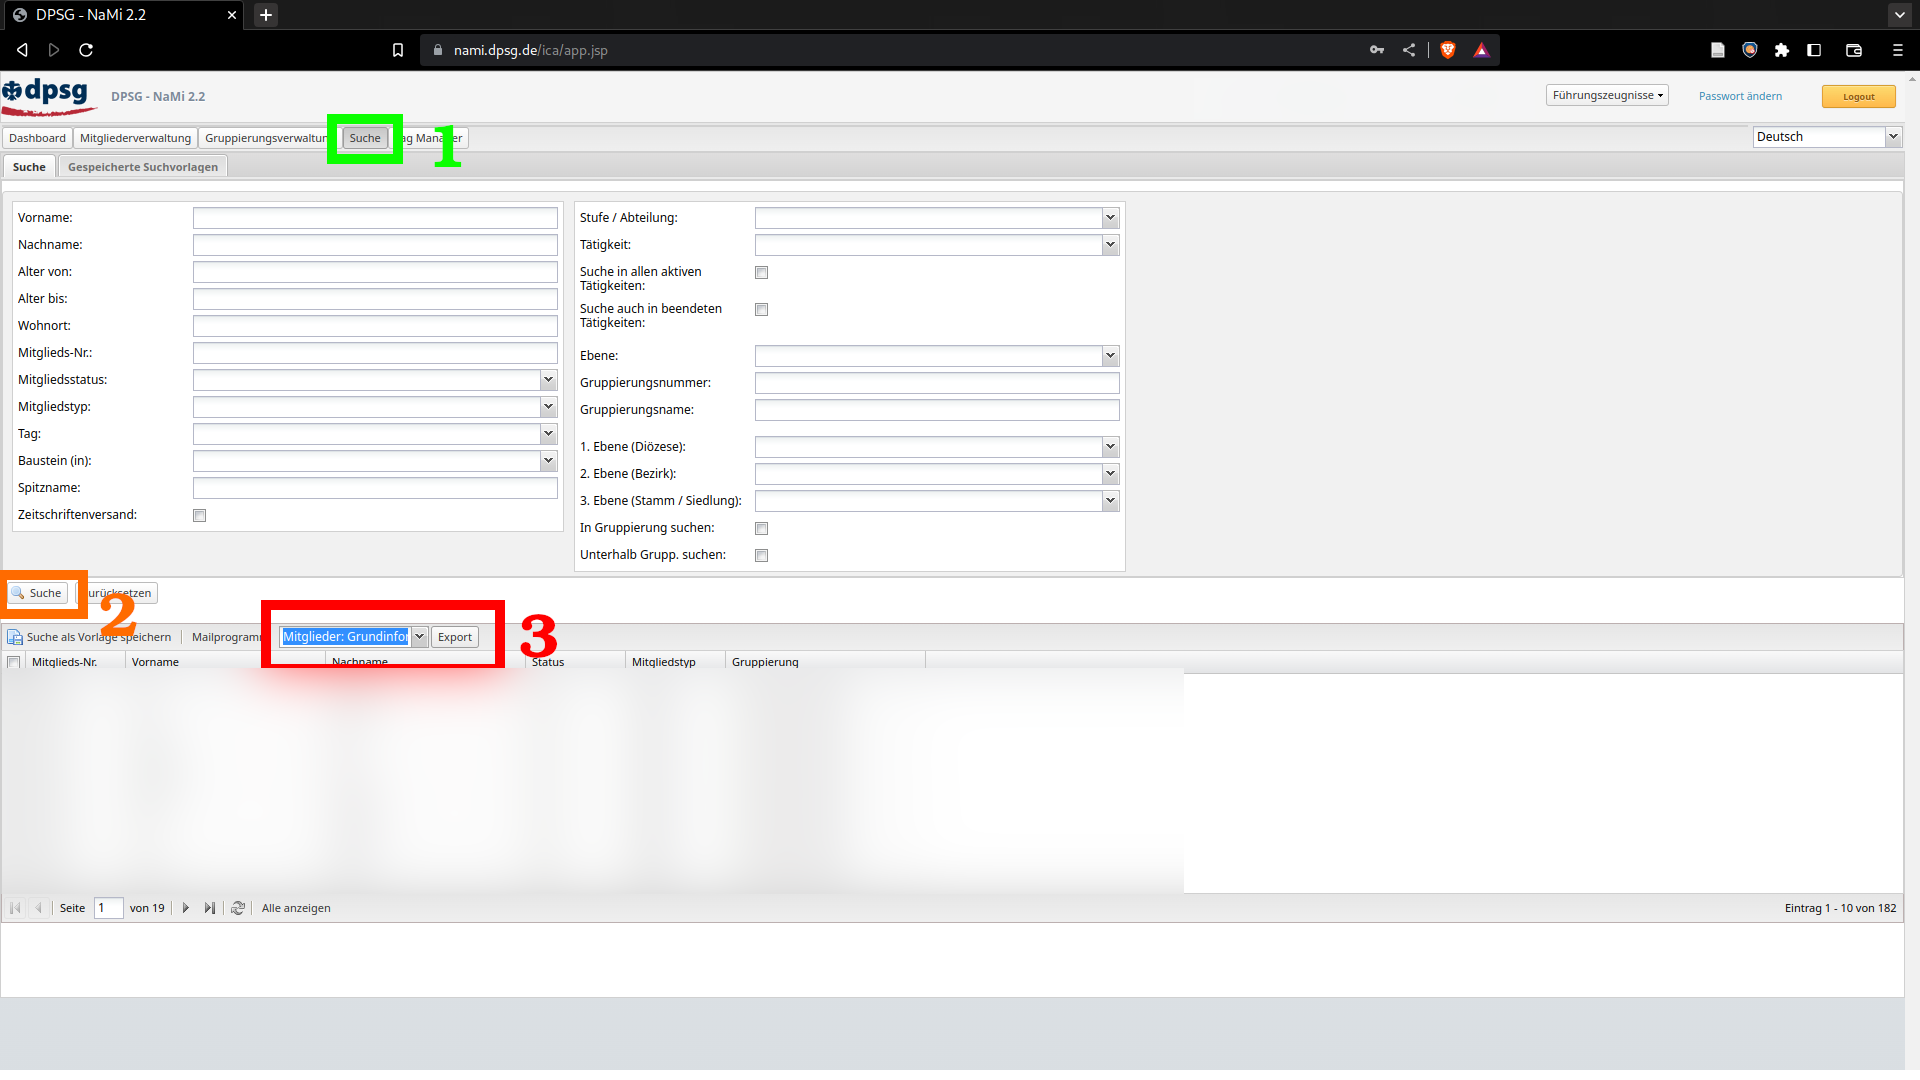 DPSG - NaMi 2.2
nami.dpsg.de/ica/app.jsp
dpsg
DPSG - NaMi 2.2
Führungszeugnisse
Passwort ändern
Logout
Dashboard
Mitgliederverwaltung
Gruppierungsverwaltun
Suche
ag Man
er
1
Deutsch
Suche
Gespeicherte Suchvorlagen
Vorname:
Nachname:
Alter von:
Alter bis:
Wohnort:
Mitglieds-Nr.:
Mitgliedsstatus:
Mitgliedstyp:
Tag:
Baustein (in):
Spitzname:
Zeitschriftenversand:
Stufe / Abteilung:
Tätigkeit:
Suche in allen aktiven
Tätigkeiten:
Suche auch in beendeten
Tätigkeiten:
Ebene:
Gruppierungsnummer:
Gruppierungsname:
1. Ebene (Diözese):
2. Ebene (Bezirk):
3. Ebene (Stamm / Siedlung):
In Gruppierung suchen:
Unterhalb Grupp. suchen:
Suche
urücksetzen
2
Suche als Vorlage speichern
Mailprogramm
Mitglieder: Grundinfor
Export
3
Mitglieds-Nr.
Vorname
Nachname
Status
Mitgliedstyp
Gruppierung
Seite
1
von 19
Alle anzeigen
Eintrag 1 - 10 von 182